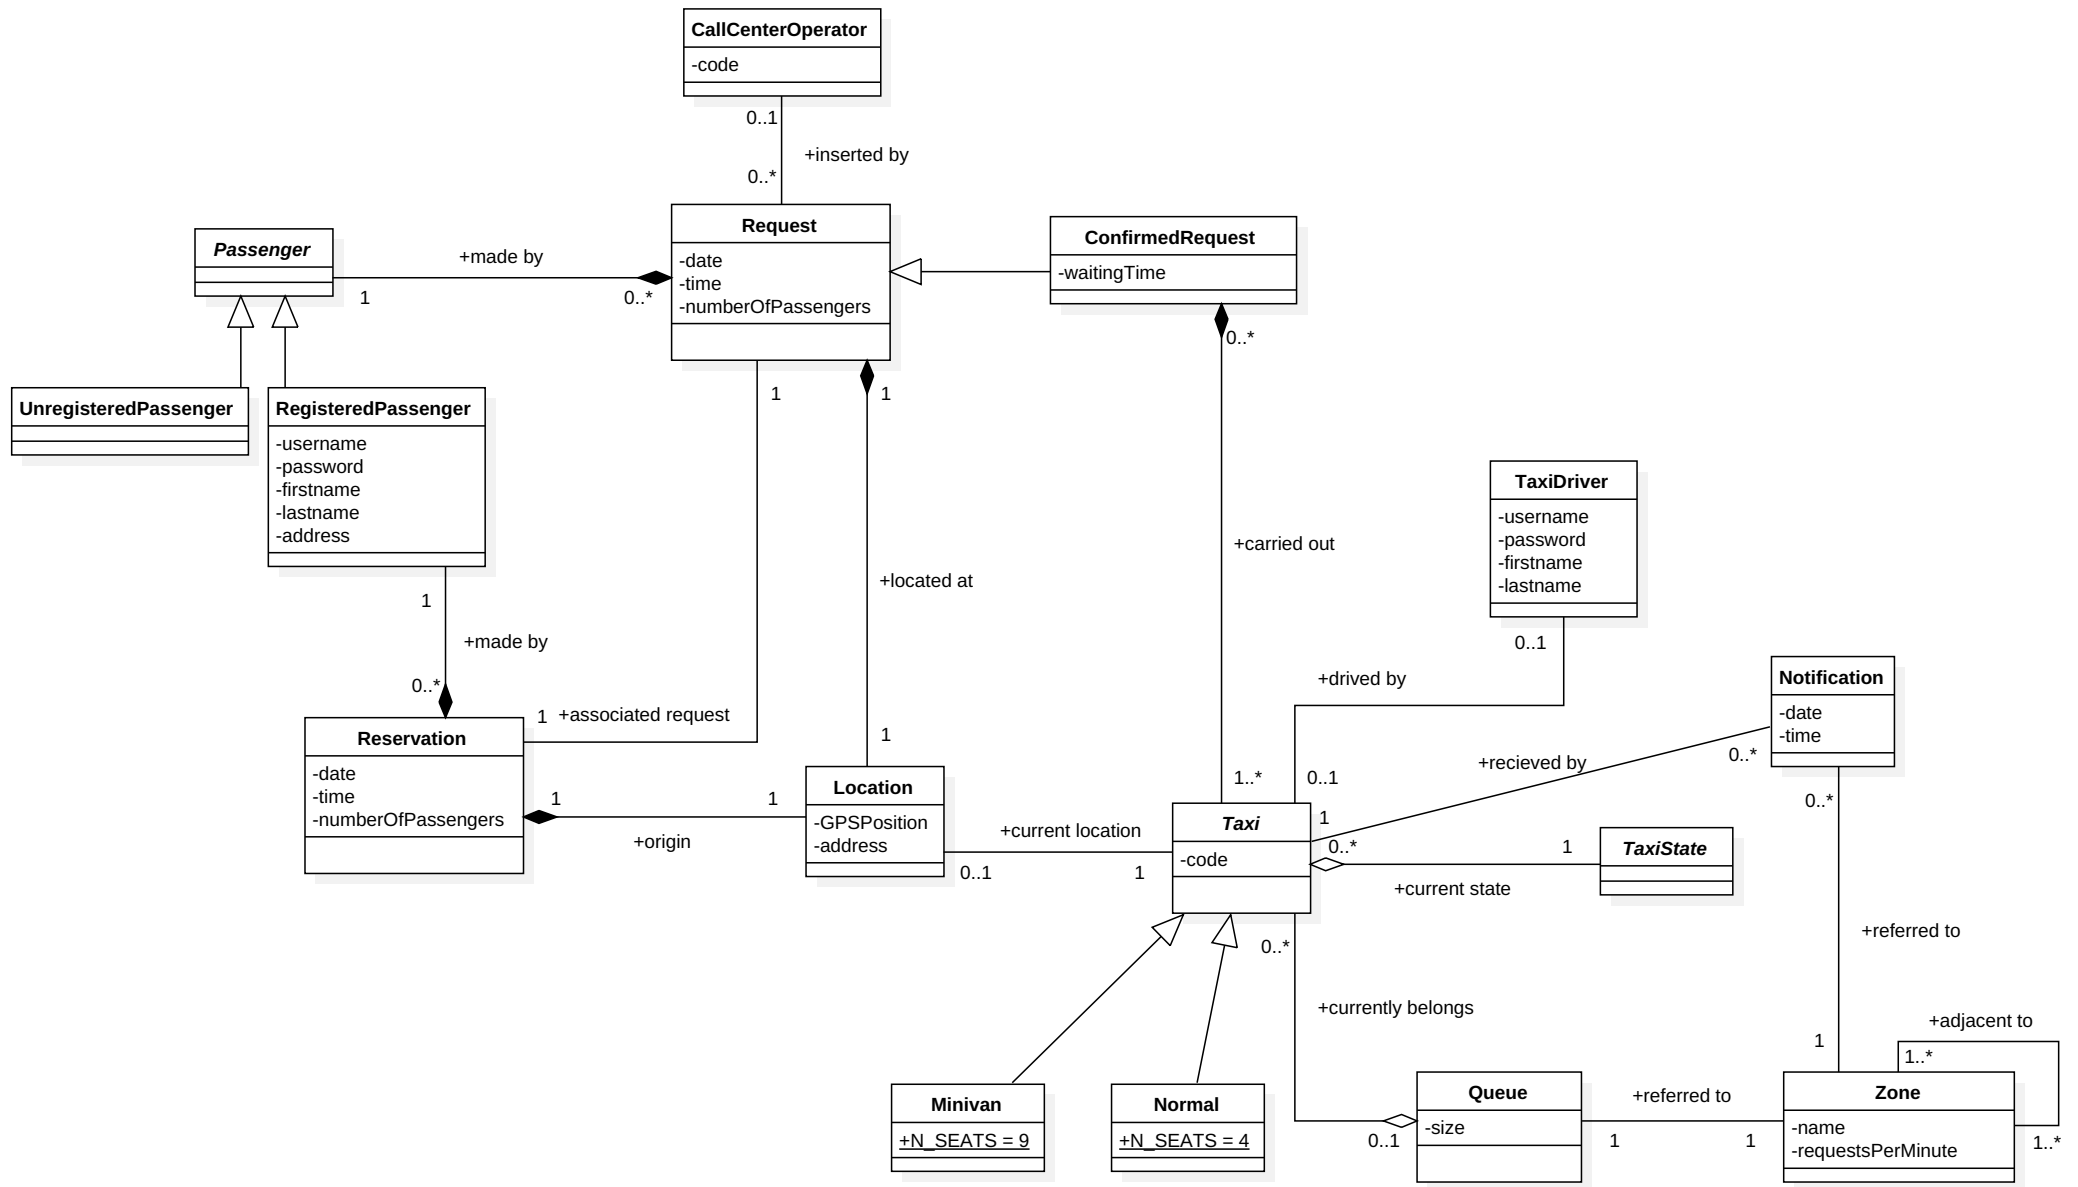 CallCenterOperator
-code
0..1
+inserted by
0..*
Request
-date
-time
-numberOfPassengers
ConfirmedRequest
-waitingTime
Passenger
+made by
1
0..*
0..*
1
1
UnregisteredPassenger
RegisteredPassenger
-username
-password
-firstname
-lastname
-address
TaxiDriver
-username
-password
-firstname
-lastname
+carried out
+located at
1
+made by
0..*
0..1
+drived by
Notification
-date
-time
1
+associated request
Reservation
-date
-time
-numberOfPassengers
1
1
1
+origin
Location
-GPSPosition
-address
+current location
0..1
1
1..*
0..1
+recieved by
0..*
0..*
Taxi
-code
1
0..*
1
+current state
TaxiState
+referred to
0..*
+currently belongs
+adjacent to
1
1..*
Minivan
+N_SEATS = 9
Normal
+N_SEATS = 4
Queue
-size
0..1
+referred to
1
1
Zone
-name
-requestsPerMinute
1..*